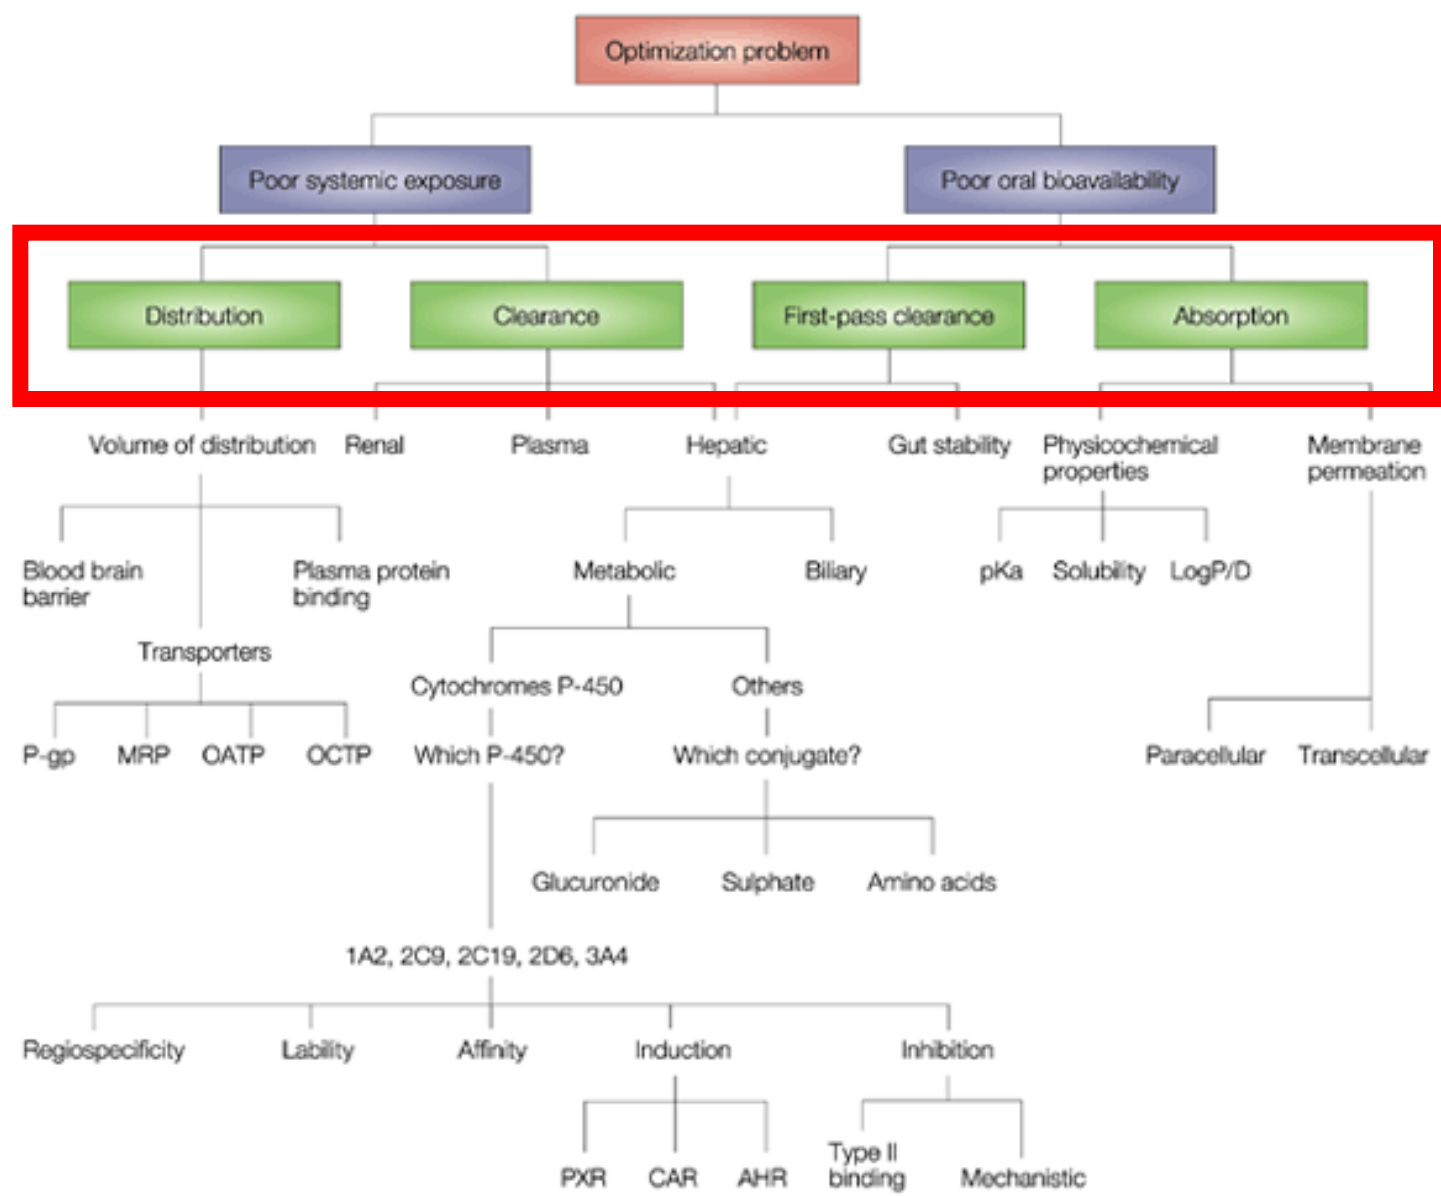 Optimization problem
Poor systemic exposure
Poor oral bioavailability
Distribution
Clearance
First-pass clearance
Absorption
Volume of distribution
Renal
Plasma
Hepatic
Gut stability
Physicochemical
properties
Membrane
permeation
Blood brain
barrier
Plasma protein
binding
Metabolic
Biliary
pKa
Solubility
LogP/D
Transporters
Cytochromes P-450
Others
P-gp
MRP
OATP
OCTP
Which P-450?
Which conjugate?
Paracellular
Transcellular
Glucuronide
Sulphate
Amino acids
1A2, 2C9, 2C19, 2D6, 3A4
Regiospecificity
Lability
Affinity
Induction
Inhibition
PXR
CAR
AHR
Type II
binding
Mechanistic